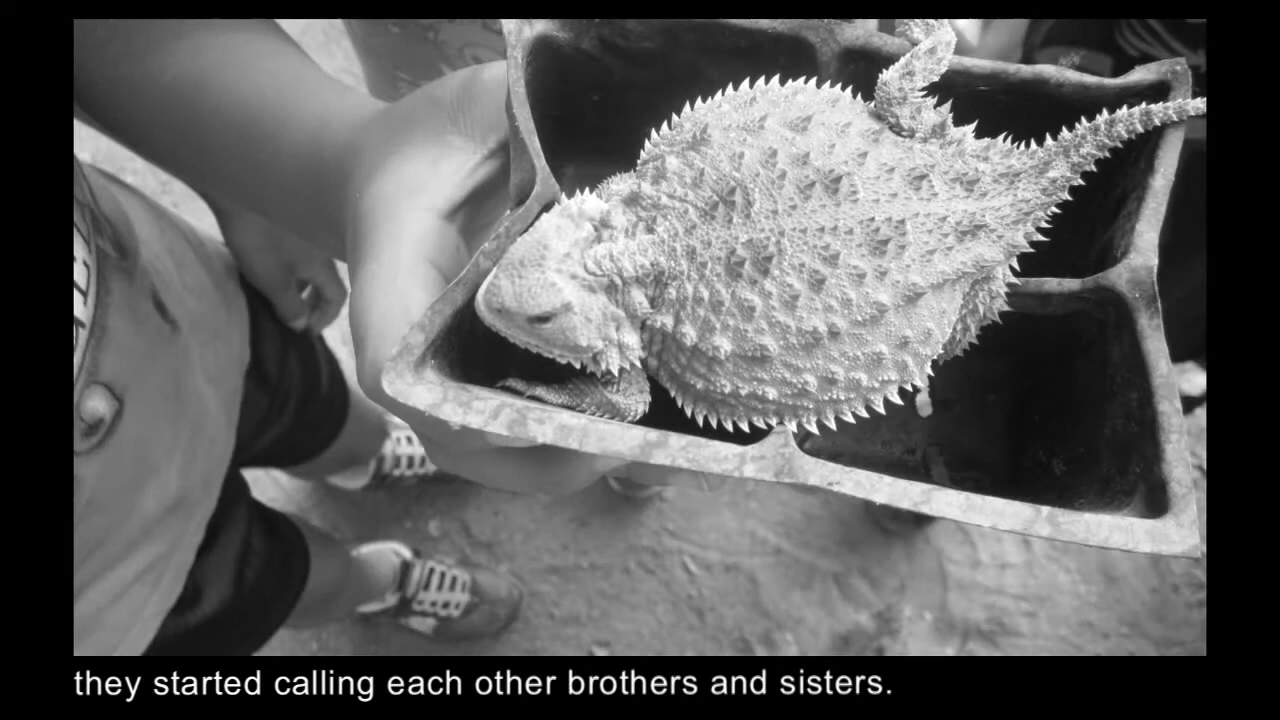 they started calling each other brothers and sisters.